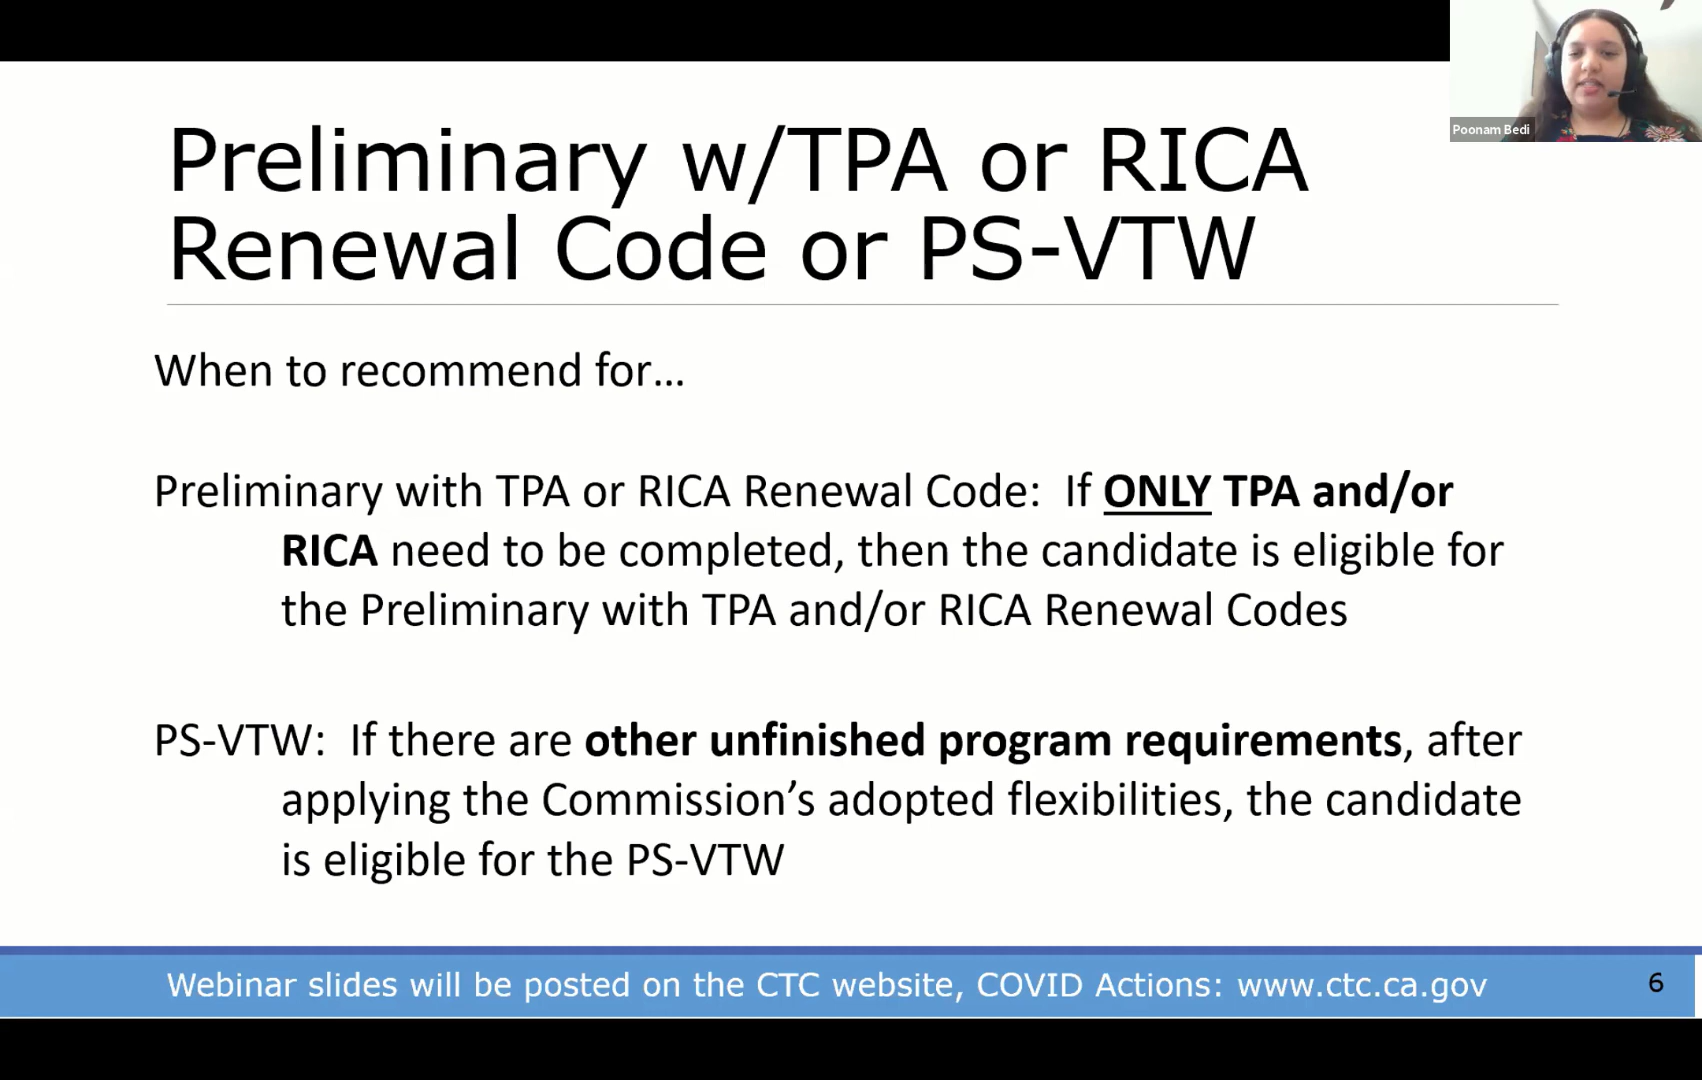 Poonam Bedi
Preliminary w/TPA or RICA
Renewal Code or PS-VTW
When to recommend for...
Preliminary with TPA or RICA Renewal Code: If ONLY TPA and/or
RICA need to be completed, then the candidate is eligible for
the Preliminary with TPA and/or RICA Renewal Codes
PS-VTW: If there are other unfinished program requirements, after
applying the Commission’s adopted flexibilities, the candidate
is eligible for the PS-VTW
Webinar slides will be posted on the CTC website, COVID Actions: www.ctc.ca.gov
6